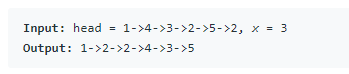 Input: head = 1->4->3->2->5->2, x = 3
Output: 1->2->2->4->3->5